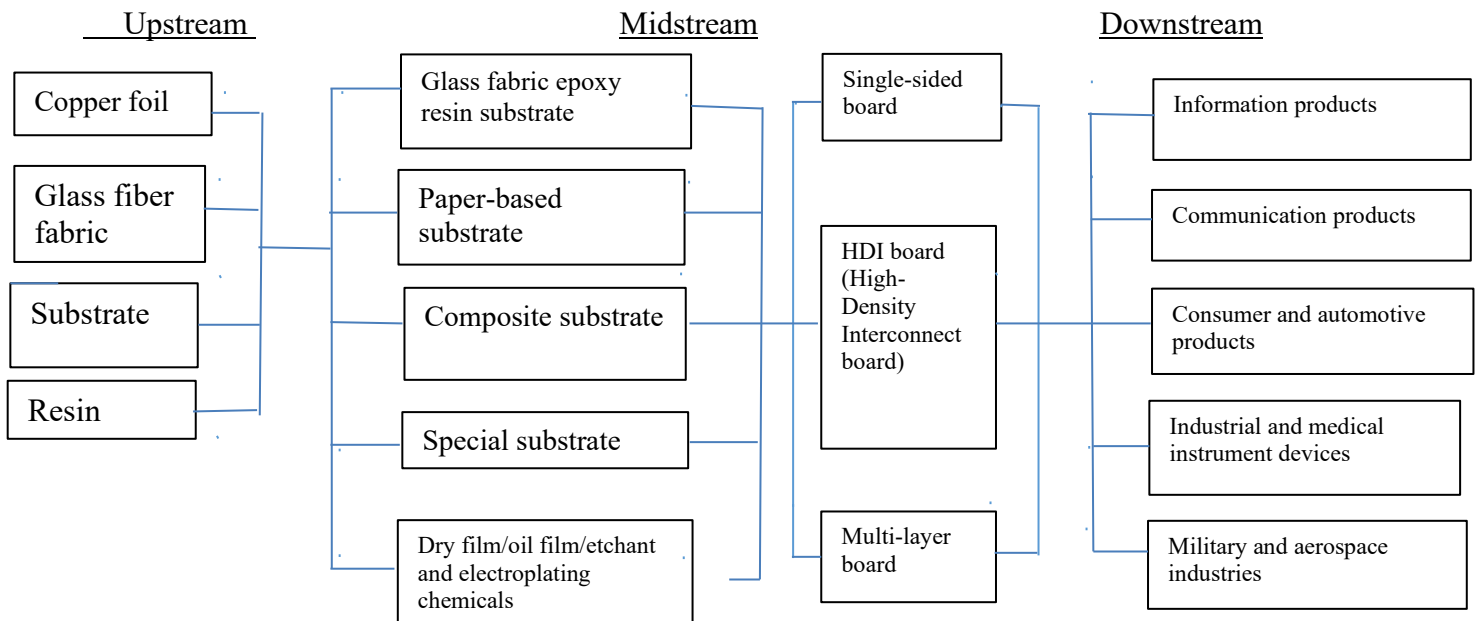 Upstream
Midstream
Downstream
Copper foil
Glass fiber
fabric
Substrate
Resin
Glass fabric epoxy
resin substrate
Paper-based
substrate
Composite substrate
Special substrate
Dry film/oil film/etchant
and electroplating
chemicals
Single-sided
board
HDI board
(High-
Density
Interconnect
board)
Multi-layer
board
Information products
Communication products
Consumer and automotive
products
Industrial and medical
instrument devices
Military and aerospace
industries